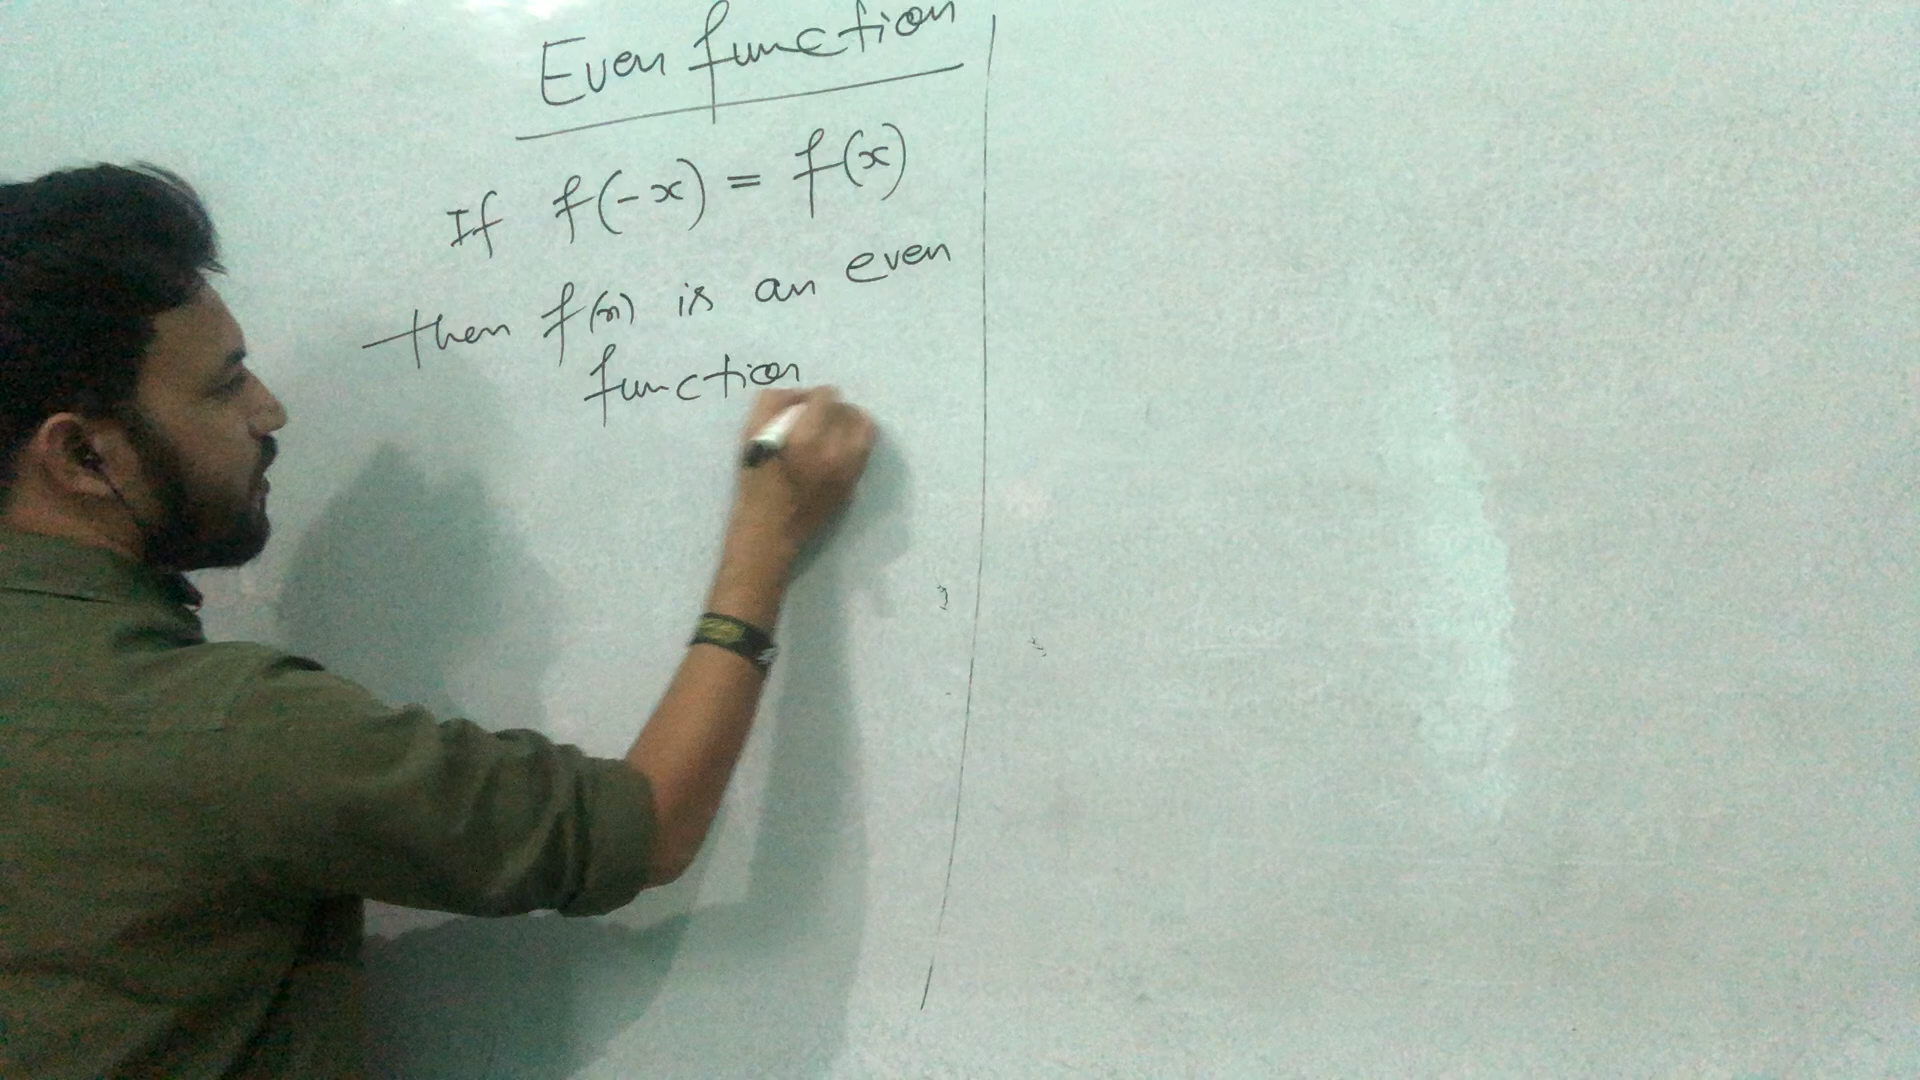 Even function
If f(-x) = f(x)
then f(x) is an even
function